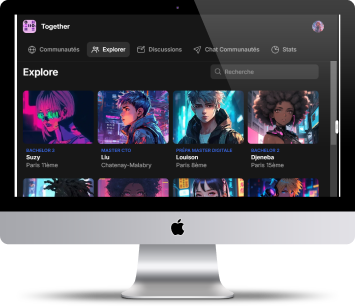 Together
Communautés Explorer Discussions Chat Communautés Stats
Explore
Recherche
BACHELOR 3 MASTER CTO PRÉPA MASTER DIGITALE BACHELOR 2
Suzy Liu Louison Djeneba
Paris 11ème Chatenay-Malabry Paris 8ème Paris 15ème